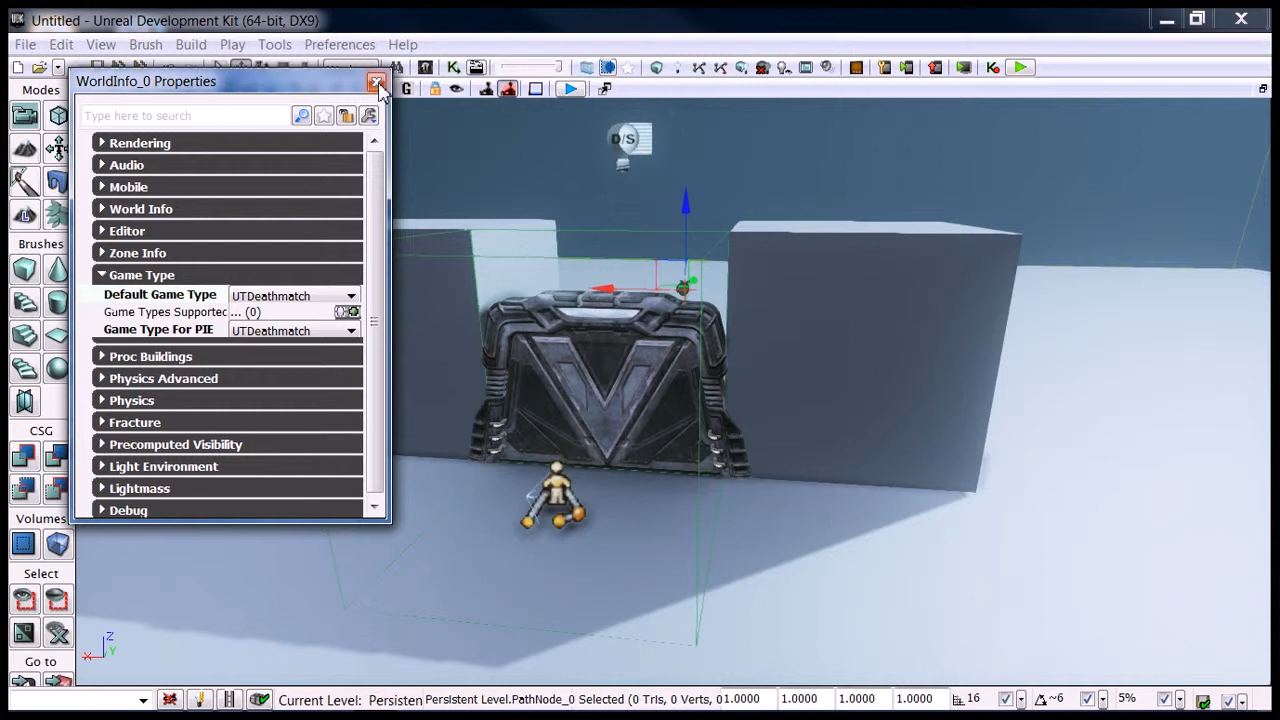 Untitled - Unreal Development Kit (64-bit, DX9)
File Edit View Brush Build Play Tools Preferences Help
Modes
WorldInfo_0 Properties
G
Type here to search
D/S
Rendering
Audio
Mobile
World Info
Editor
Zone Info
Game Type
Default Game Type UTDeathmatch
Game Types Supportec ... (0)
Game Type For PIE UTDeathmatch
Proc Buildings
Physics Advanced
Physics
Fracture
Precomputed Visibility
Light Environment
Lightmass
Debug
Brushes
CSG
Volumes
Select
Go to
Z
X
Y
Current Level: Persisten Persistent Level.PathNode_0 Selected (0 Tris, 0 Verts, 0 1.0000 1.0000 1.0000 1.0000 16 ~6 5%